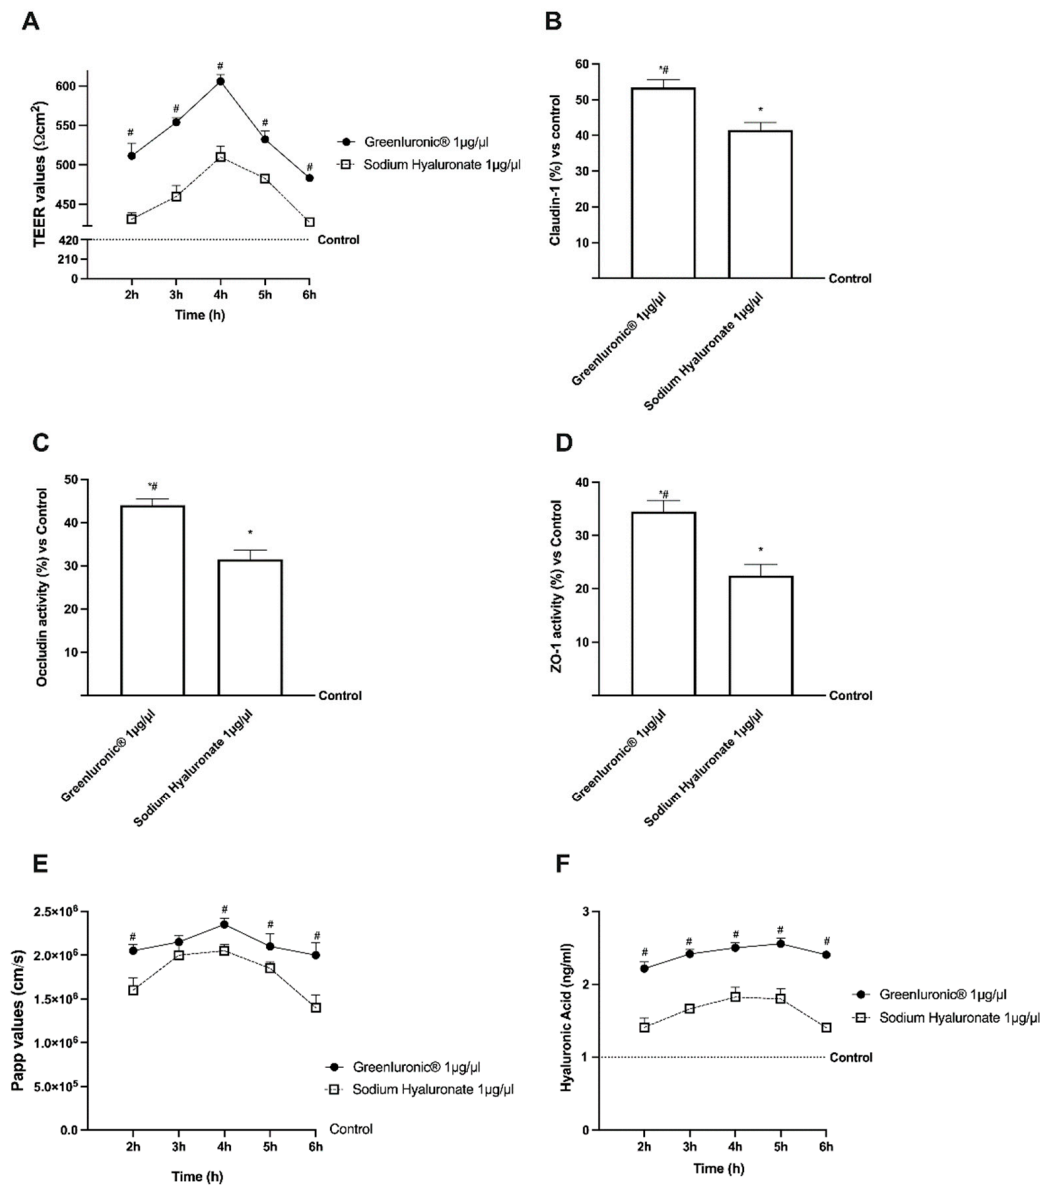 A
TEER values (Ωcm²)
600
550
500
450
420
210
0
#
#
#
#
#
Greenluronic® 1µg/µl
Sodium Hyaluronate 1µg/µl
Control
2h 3h 4h 5h 6h
Time (h)
B
Claudin-1 (%) vs control
60
50
40
30
20
10
*#
*
Control
Greenluronic® 1µg/µl
Sodium Hyaluronate 1µg/µl
C
Occludin activity (%) vs Control
50
40
30
20
10
*#
*
Control
Greenluronic® 1µg/µl
Sodium Hyaluronate 1µg/µl
D
ZO-1 activity (%) vs Control
40
30
20
10
*#
*
Control
Greenluronic® 1µg/µl
Sodium Hyaluronate 1µg/µl
E
Papp values (cm/s)
2.5×10⁶
2.0×10⁶
1.5×10⁶
1.0×10⁶
5.0×10⁵
0.0
#
#
#
#
Greenluronic® 1µg/µl
Sodium Hyaluronate 1µg/µl
Control
2h 3h 4h 5h 6h
Time (h)
F
Hyaluronic Acid (ng/ml)
3
2
1
0
#
#
#
#
#
Greenluronic® 1µg/µl
Sodium Hyaluronate 1µg/µl
Control
2h 3h 4h 5h 6h
Time (h)